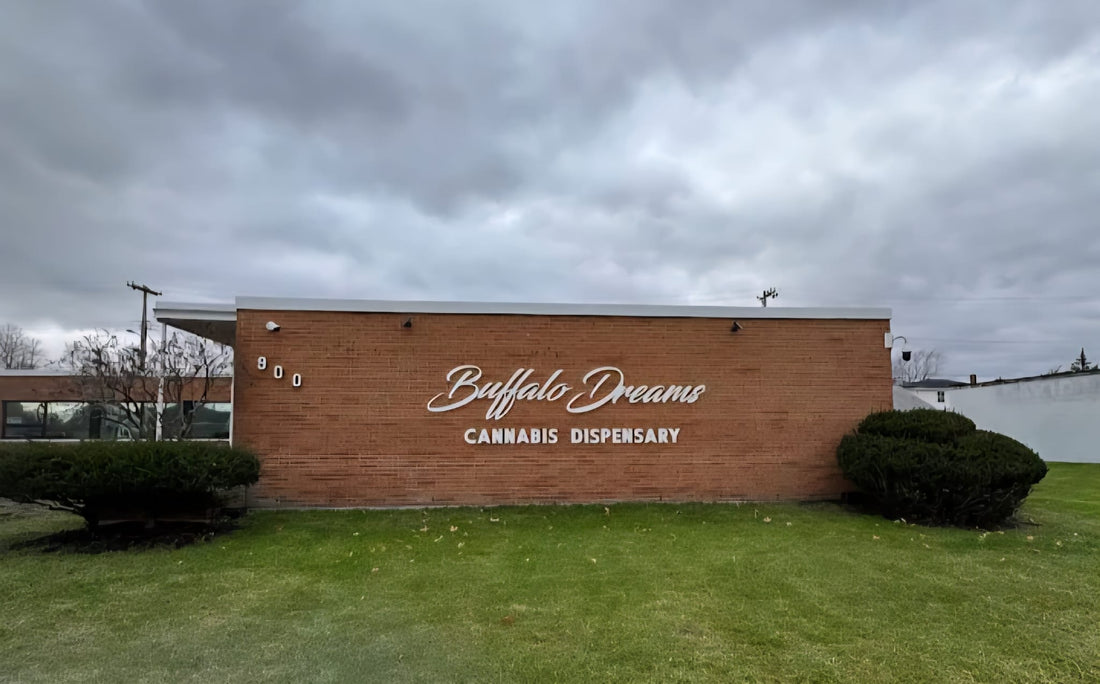 900
Buffalo Dreams
CANNABIS DISPENSARY